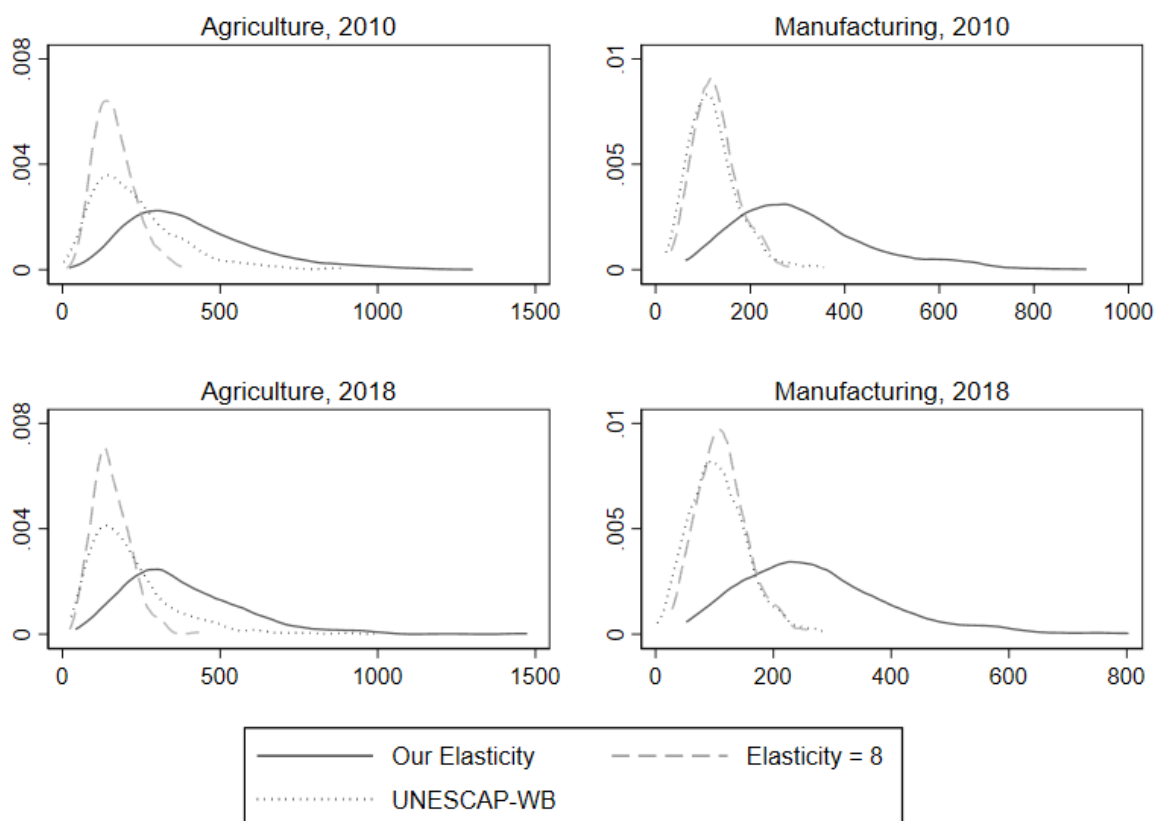 Agriculture, 2010
Manufacturing, 2010
.008
.004
0
0 500 1000 1500
.01
.005
0
0 200 400 600 800 1000
Agriculture, 2018
Manufacturing, 2018
.008
.004
0
0 500 1000 1500
.01
.005
0
0 200 400 600 800
Our Elasticity
Elasticity = 8
UNESCAP-WB